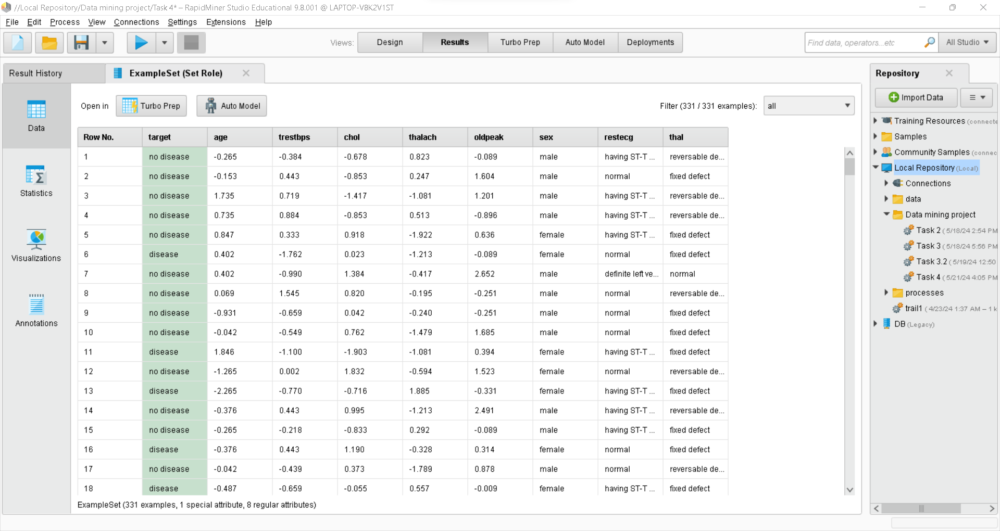 //Local Repository/Data mining project/Task 4* – RapidMiner Studio Educational 9.8.001 @ LAPTOP-V8K2V1ST
File Edit Process View Connections Settings Extensions Help
Views: Design Results Turbo Prep Auto Model Deployments
Find data, operators...etc All Studio
Result History ExampleSet (Set Role)
Data
Statistics
Visualizations
Annotations
Open in Turbo Prep Auto Model Filter (331 / 331 examples): all
Row No. target age trestbps chol thalach oldpeak sex restecg thal
1 no disease -0.265 -0.384 -0.678 0.823 -0.089 male having ST-T ... reversable de...
2 no disease -0.153 0.443 -0.853 0.247 1.604 male normal fixed defect
3 no disease 1.735 0.719 -1.417 -1.081 1.201 male having ST-T ... reversable de...
4 no disease 0.735 0.884 -0.853 0.513 -0.896 male having ST-T ... reversable de...
5 no disease 0.847 0.333 0.918 -1.922 0.636 female having ST-T ... fixed defect
6 disease 0.402 -1.762 0.023 -1.213 -0.089 female normal fixed defect
7 no disease 0.402 -0.990 1.384 -0.417 2.652 male definite left ve... normal
8 no disease 0.069 1.545 0.820 -0.195 -0.251 male normal reversable de...
9 no disease -0.931 -0.659 0.042 -0.240 -0.251 male normal fixed defect
10 no disease -0.042 -0.549 0.762 -1.479 1.685 male normal fixed defect
11 disease 1.846 -1.100 -1.903 -1.081 0.394 female having ST-T ... fixed defect
12 no disease -1.265 0.002 1.832 -0.594 1.523 female normal reversable de...
13 disease -2.265 -0.770 -0.716 1.885 -0.331 female having ST-T ... fixed defect
14 no disease -0.376 0.443 0.995 -1.213 2.491 male having ST-T ... reversable de...
15 no disease -0.265 -0.218 -0.833 0.292 -0.089 male having ST-T ... fixed defect
16 disease -0.376 0.443 1.190 -0.328 0.314 female normal fixed defect
17 no disease -0.042 -0.439 0.373 -1.789 0.878 male normal reversable de...
18 disease -0.487 -0.659 -0.055 0.557 -0.009 female having ST-T ... fixed defect
ExampleSet (331 examples, 1 special attribute, 8 regular attributes)
Repository
Import Data
Training Resources (connecte
Samples
Community Samples (connec
Local Repository (Local)
Connections
data
Data mining project
Task 2 (5/18/24 2:54 PM
Task 3 (5/18/24 5:56 PM
Task 3.2 (5/19/24 12:50
Task 4 (5/21/24 4:05 PM
processes
trail1 (4/23/24 1:37 AM – 1 k
DB (Legacy)